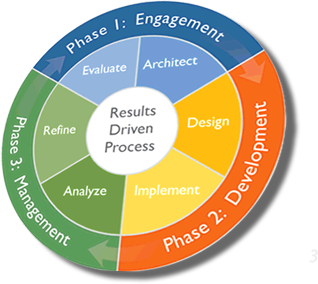 Phase 1: Engagement
Evaluate
Architect
Results
Driven
Process
Design
Implement
Phase 2: Development
Analyze
Refine
Phase 3: Management
3